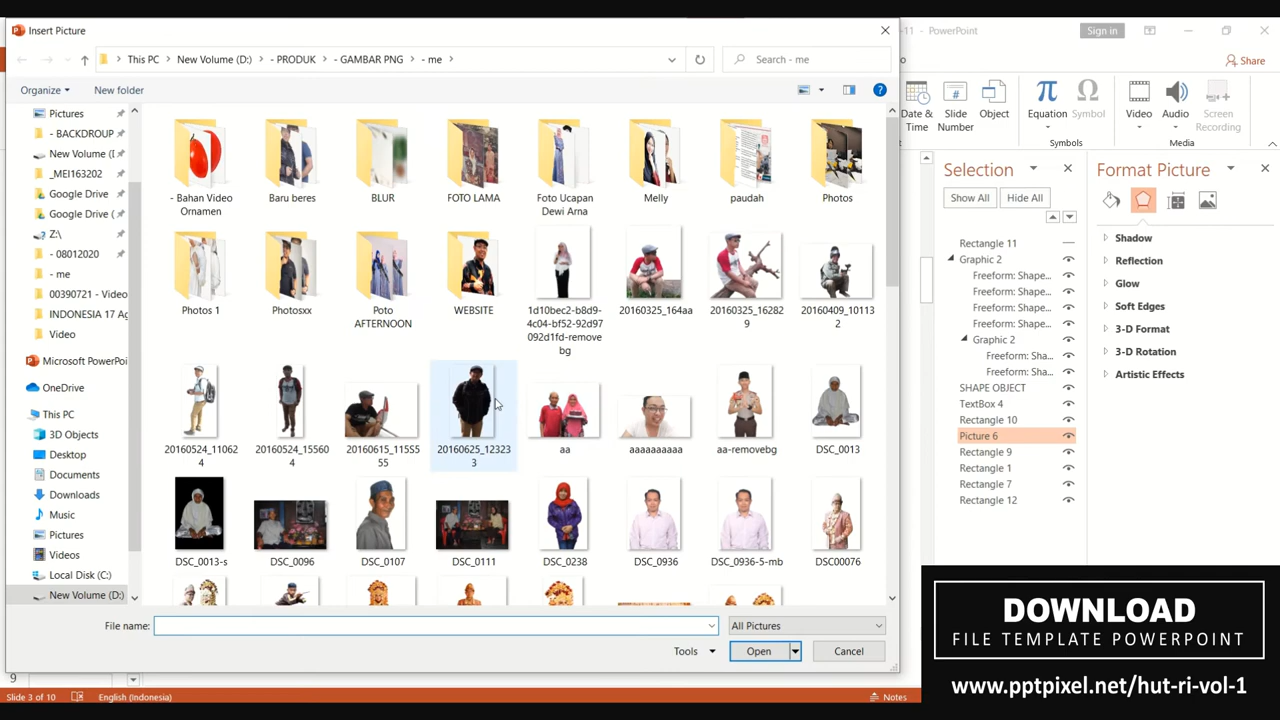 Insert Picture
-11 - PowerPoint
Sign in
This PC > New Volume (D:) > - PRODUK > - GAMBAR PNG > - me >
Search - me
Share
Organize
New folder
Date & Time
Slide Number
Object
Equation
Symbol
Video
Audio
Screen Recording
Symbols
Media
Pictures
- BACKDROUP
New Volume (D
_MEI163202
Google Drive
Google Drive (
Z:\
- 08012020
- me
00390721 - Video
INDONESIA 17 Ag
Video
Microsoft PowerPoi
OneDrive
This PC
3D Objects
Desktop
Documents
Downloads
Music
Pictures
Videos
Local Disk (C:)
New Volume (D:)
- Bahan Video Ornamen
Baru beres
BLUR
FOTO LAMA
Foto Ucapan Dewi Arna
Melly
paudah
Photos
Photos 1
Photosxx
Poto AFTERNOON
WEBSITE
1d10bec2-b8d9-4c04-bf52-92d97092d1fd-removebg
20160325_164aa
20160325_162829
20160409_101132
20160524_110624
20160524_155604
20160615_115555
20160625_123233
aa
aaaaaaaaaa
aa-removebg
DSC_0013
DSC_0013-s
DSC_0096
DSC_0107
DSC_0111
DSC_0238
DSC_0936
DSC_0936-5-mb
DSC00076
File name:
All Pictures
Tools
Open
Cancel
Selection
Show All
Hide All
Rectangle 11
Graphic 2
Freeform: Shape...
Freeform: Shape...
Freeform: Shape...
Freeform: Shape...
Graphic 2
Freeform: Sha...
Freeform: Sha...
SHAPE OBJECT
TextBox 4
Rectangle 10
Picture 6
Rectangle 9
Rectangle 1
Rectangle 7
Rectangle 12
Format Picture
Shadow
Reflection
Glow
Soft Edges
3-D Format
3-D Rotation
Artistic Effects
9
Slide 3 of 10
English (Indonesia)
Notes
DOWNLOAD
FILE TEMPLATE POWERPOINT
www.pptpixel.net/hut-ri-vol-1